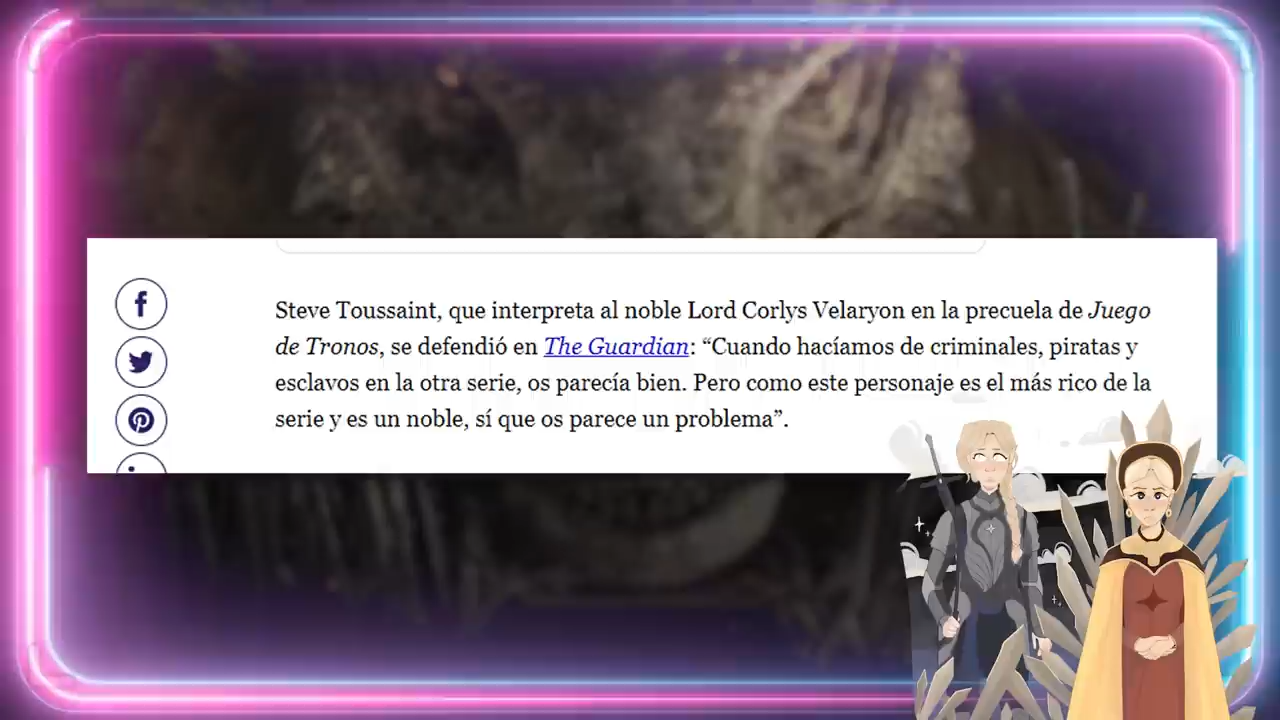 Steve Toussaint, que interpreta al noble Lord Corlys Velaryon en la precuela de Juego
de Tronos, se defendió en The Guardian: “Cuando hacíamos de criminales, piratas y
esclavos en la otra serie, os parecía bien. Pero como este personaje es el más rico de la
serie y es un noble, sí que os parece un problema”.